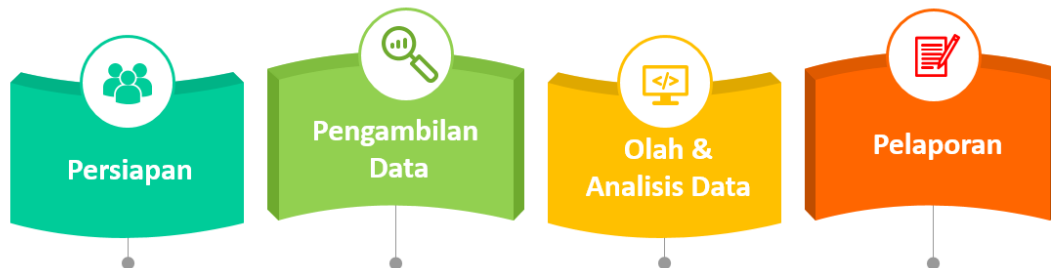 Persiapan
Pengambilan
Data
Olah &
Analisis Data
Pelaporan